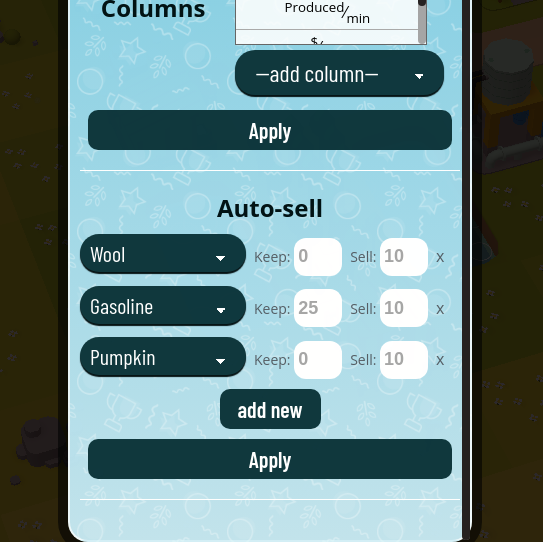 Columns
Produced/min
$/
—add column—
Apply
Auto-sell
Wool Keep: 0 Sell: 10 x
Gasoline Keep: 25 Sell: 10 x
Pumpkin Keep: 0 Sell: 10 x
add new
Apply